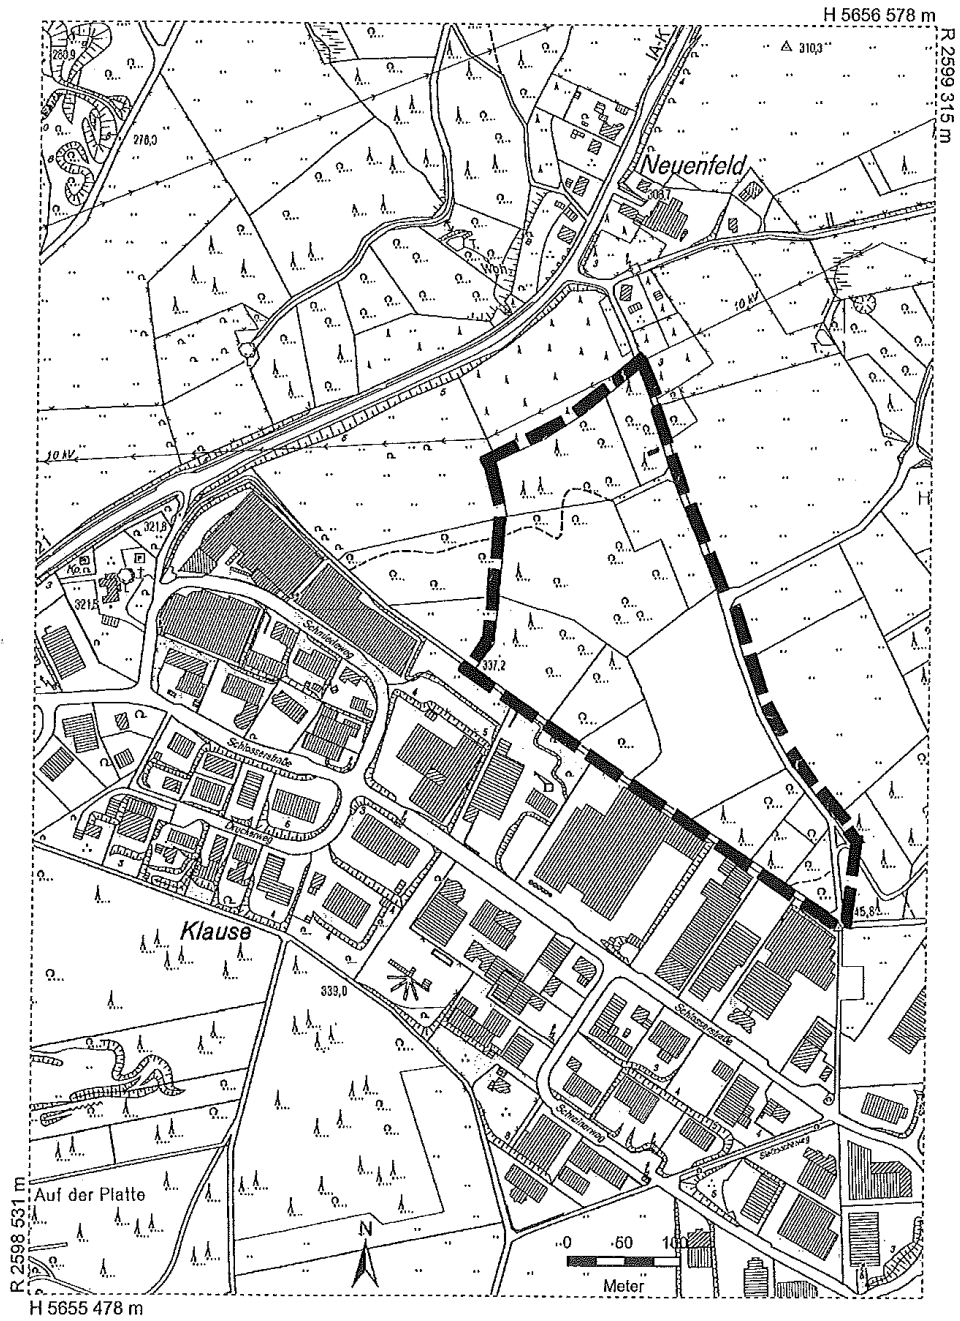 H 5656 578 m
R 2599 315 m
280,9
310,3
278,0
Neuenfeld
10 kV
10 kV
321,8
321,5
Schmiedeweg
337,2
Schlosserstraße
Druckerweg
Klause
339,0
45,8
Schlosserstraße
Schreinerweg
Auf der Platte
N
0 50 100
Meter
R 2598 531 m
H 5655 478 m